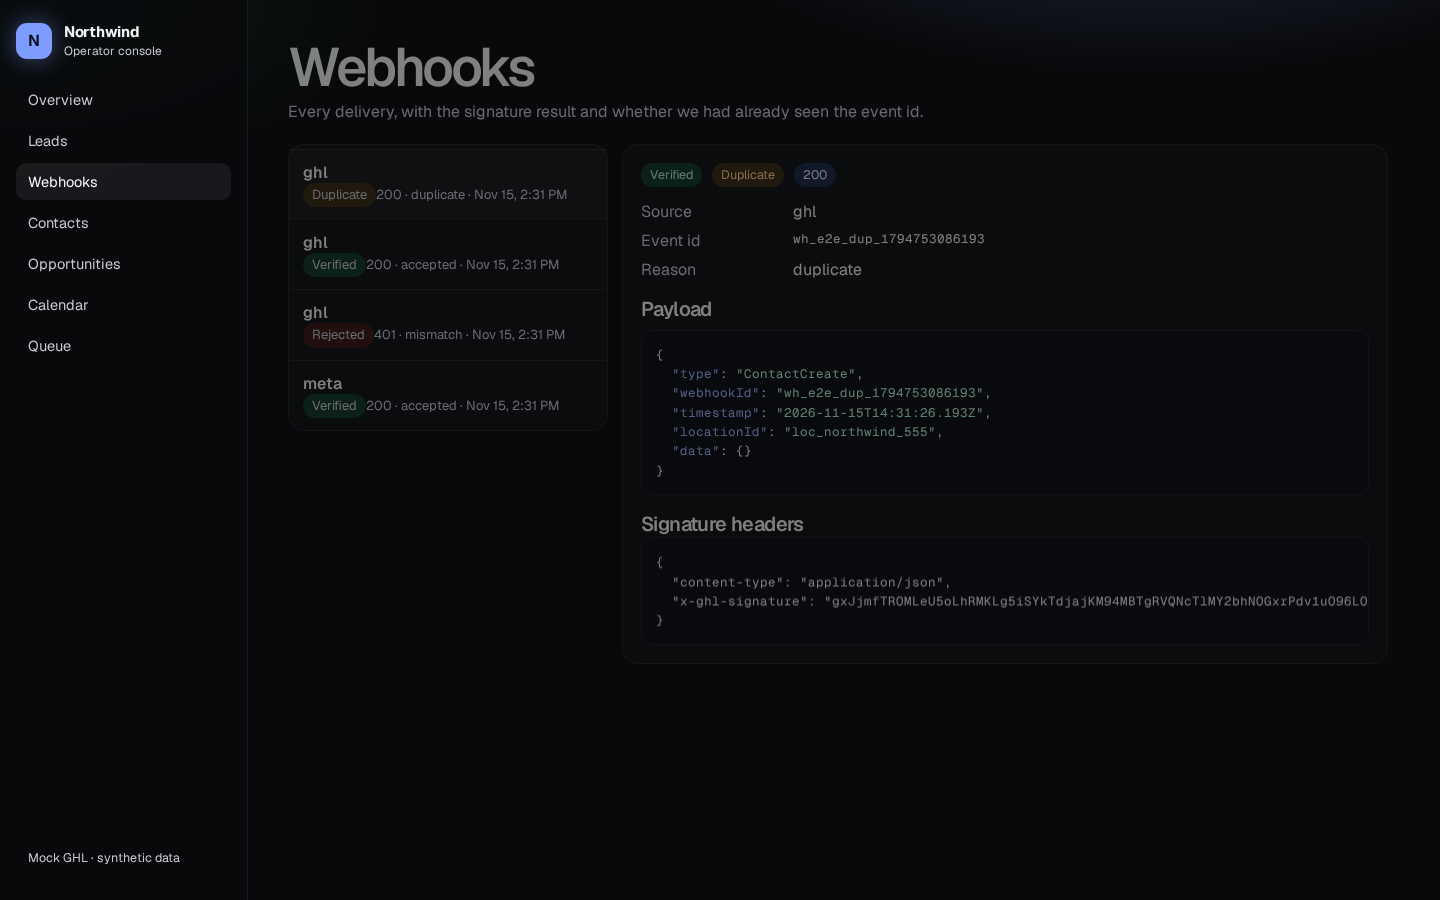 N
Northwind
Operator console
Overview
Leads
Webhooks
Contacts
Opportunities
Calendar
Queue
Mock GHL · synthetic data
Webhooks
Every delivery, with the signature result and whether we had already seen the event id.
ghl
Duplicate 200 · duplicate · Nov 15, 2:31 PM
ghl
Verified 200 · accepted · Nov 15, 2:31 PM
ghl
Rejected 401 · mismatch · Nov 15, 2:31 PM
meta
Verified 200 · accepted · Nov 15, 2:31 PM
Verified Duplicate 200
Source ghl
Event id wh_e2e_dup_1794753086193
Reason duplicate
Payload
{
"type": "ContactCreate",
"webhookId": "wh_e2e_dup_1794753086193",
"timestamp": "2026-11-15T14:31:26.193Z",
"locationId": "loc_northwind_555",
"data": {}
}
Signature headers
{
"content-type": "application/json",
"x-ghl-signature": "gxJjmfTROMLeU5oLhRMKLg5iSYkTdjajKM94MBTgRVQNcTlMY2bhNOGxrPdv1uO96LO
}